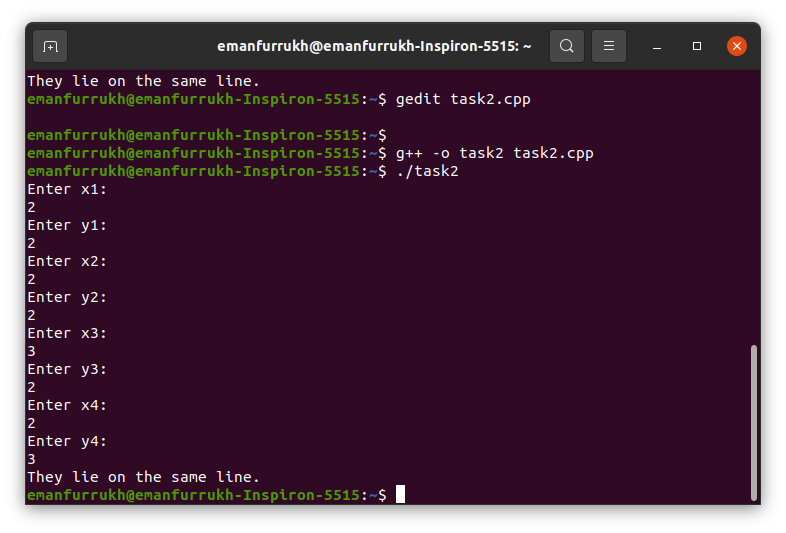 emanfurrukh@emanfurrukh-Inspiron-5515: ~
They lie on the same line.
emanfurrukh@emanfurrukh-Inspiron-5515:~$ gedit task2.cpp
emanfurrukh@emanfurrukh-Inspiron-5515:~$
emanfurrukh@emanfurrukh-Inspiron-5515:~$ g++ -o task2 task2.cpp
emanfurrukh@emanfurrukh-Inspiron-5515:~$ ./task2
Enter x1:
2
Enter y1:
2
Enter x2:
2
Enter y2:
2
Enter x3:
3
Enter y3:
2
Enter x4:
2
Enter y4:
3
They lie on the same line.
emanfurrukh@emanfurrukh-Inspiron-5515:~$